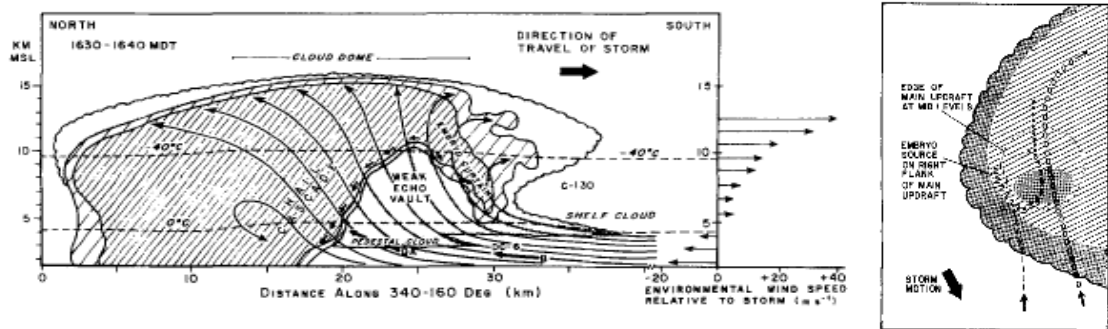 NORTH
SOUTH
KM
MSL
1630-1640 MDT
DIRECTION OF
TRAVEL OF STORM
CLOUD DOME
15
10
5
-40°C
0°C
EMBRYO CURTAIN
WEAK
ECHO
VAULT
PEDESTAL CLOUD
C-130
SHELF CLOUD
15
10
5
-40°C
0 10 20 30
-20 0 +20 +40
DISTANCE ALONG 340-160 DEG (km)
ENVIRONMENTAL WIND SPEED
RELATIVE TO STORM (m s⁻¹)
EDGE OF
MAIN UPDRAFT
AT MID LEVELS
EMBRYO
SOURCE
ON RIGHT
FLANK
OF MAIN
UPDRAFT
STORM
MOTION